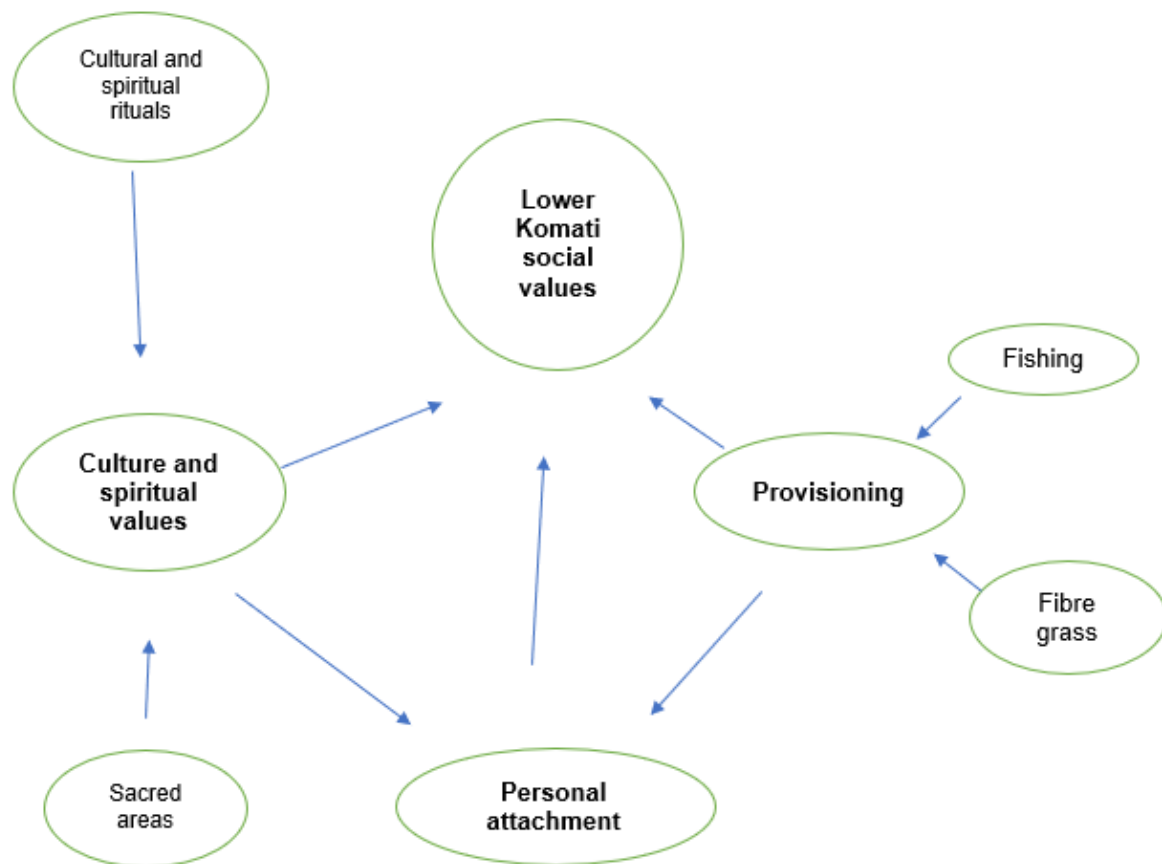 Cultural and
spiritual
rituals
Lower
Komati
social
values
Fishing
Culture and
spiritual
values
Provisioning
Fibre
grass
Sacred
areas
Personal
attachment